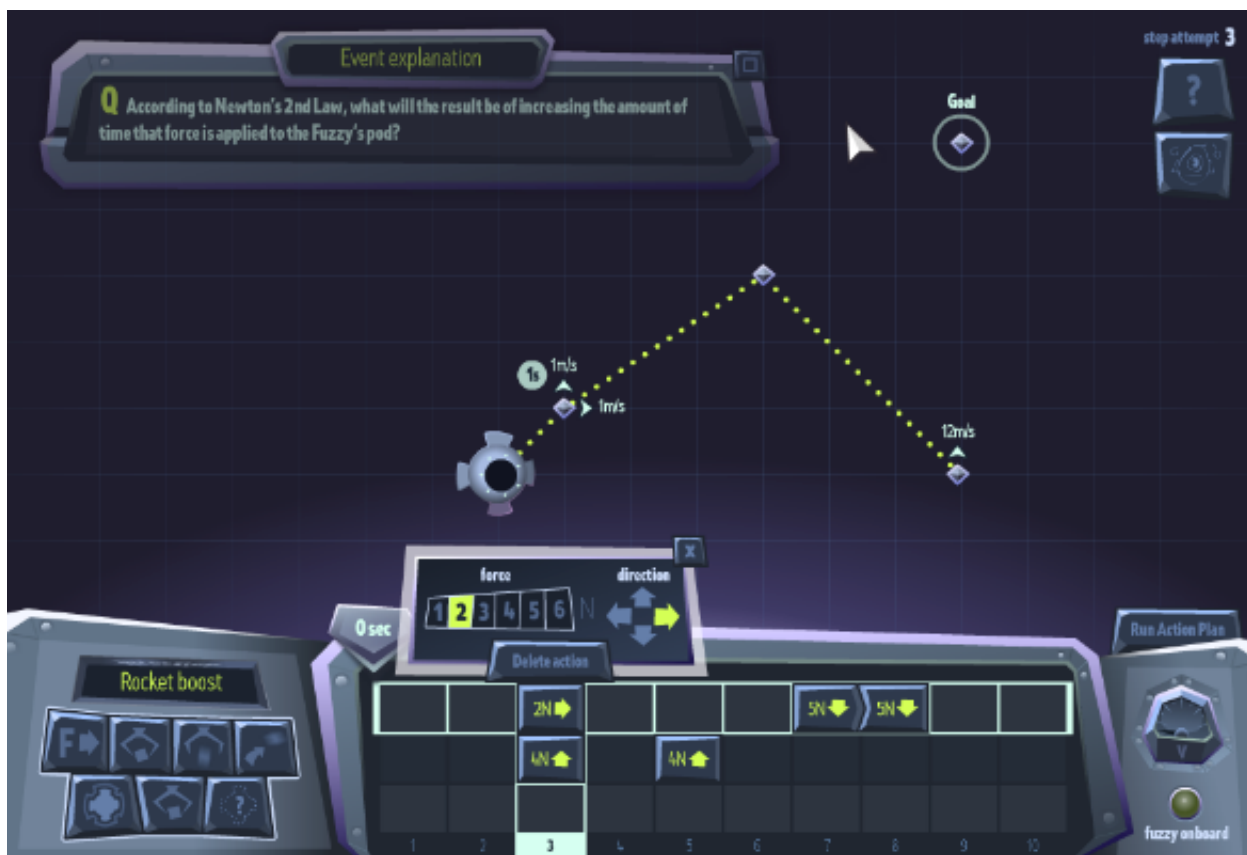 Event explanation
step attempt 3
Q According to Newton's 2nd Law, what will the result be of increasing the amount of
time that force is applied to the Fuzzy's pod?
?
Goal
3
1s
1m/s
1m/s
12m/s
X
force
direction
1 2 3 4 5 6 N
0 sec
Delete action
Run Action Plan
Rocket boost
2N
5N
5N
F
4N
4N
V
?
fuzzy onboard
1 2 3 4 5 6 7 8 9 10